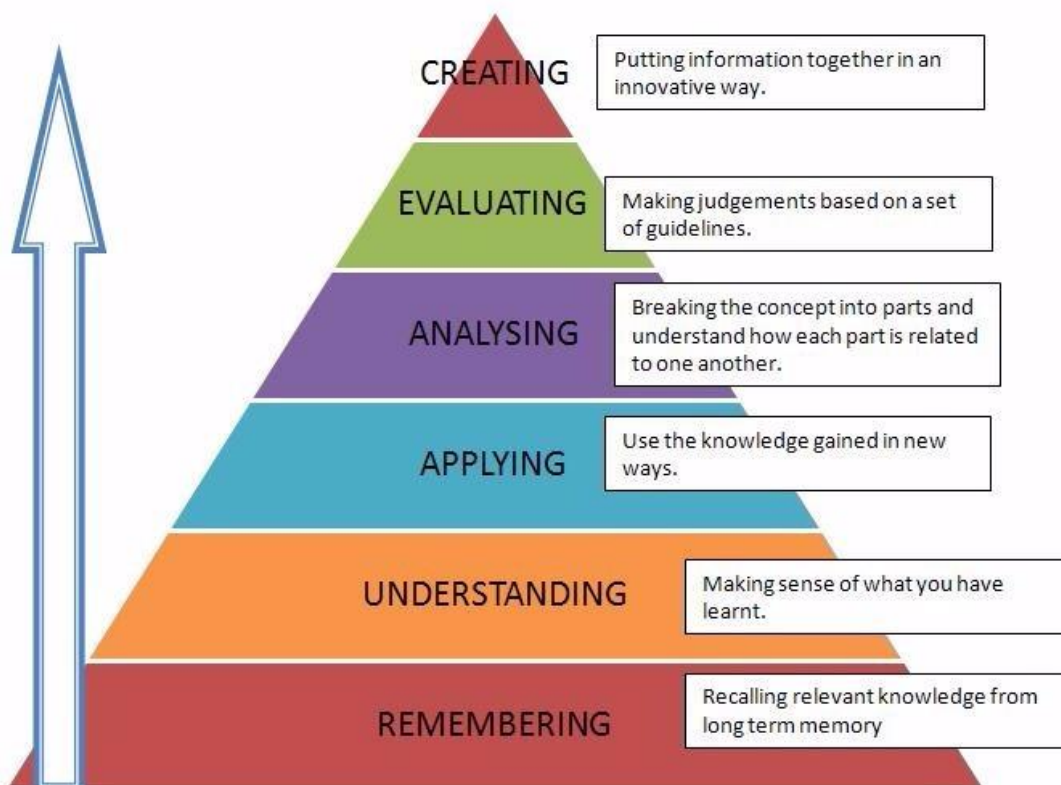 CREATING
Putting information together in an
innovative way.
EVALUATING
Making judgements based on a set
of guidelines.
ANALYSING
Breaking the concept into parts and
understand how each part is related
to one another.
APPLYING
Use the knowledge gained in new
ways.
UNDERSTANDING
Making sense of what you have
learnt.
REMEMBERING
Recalling relevant knowledge from
long term memory